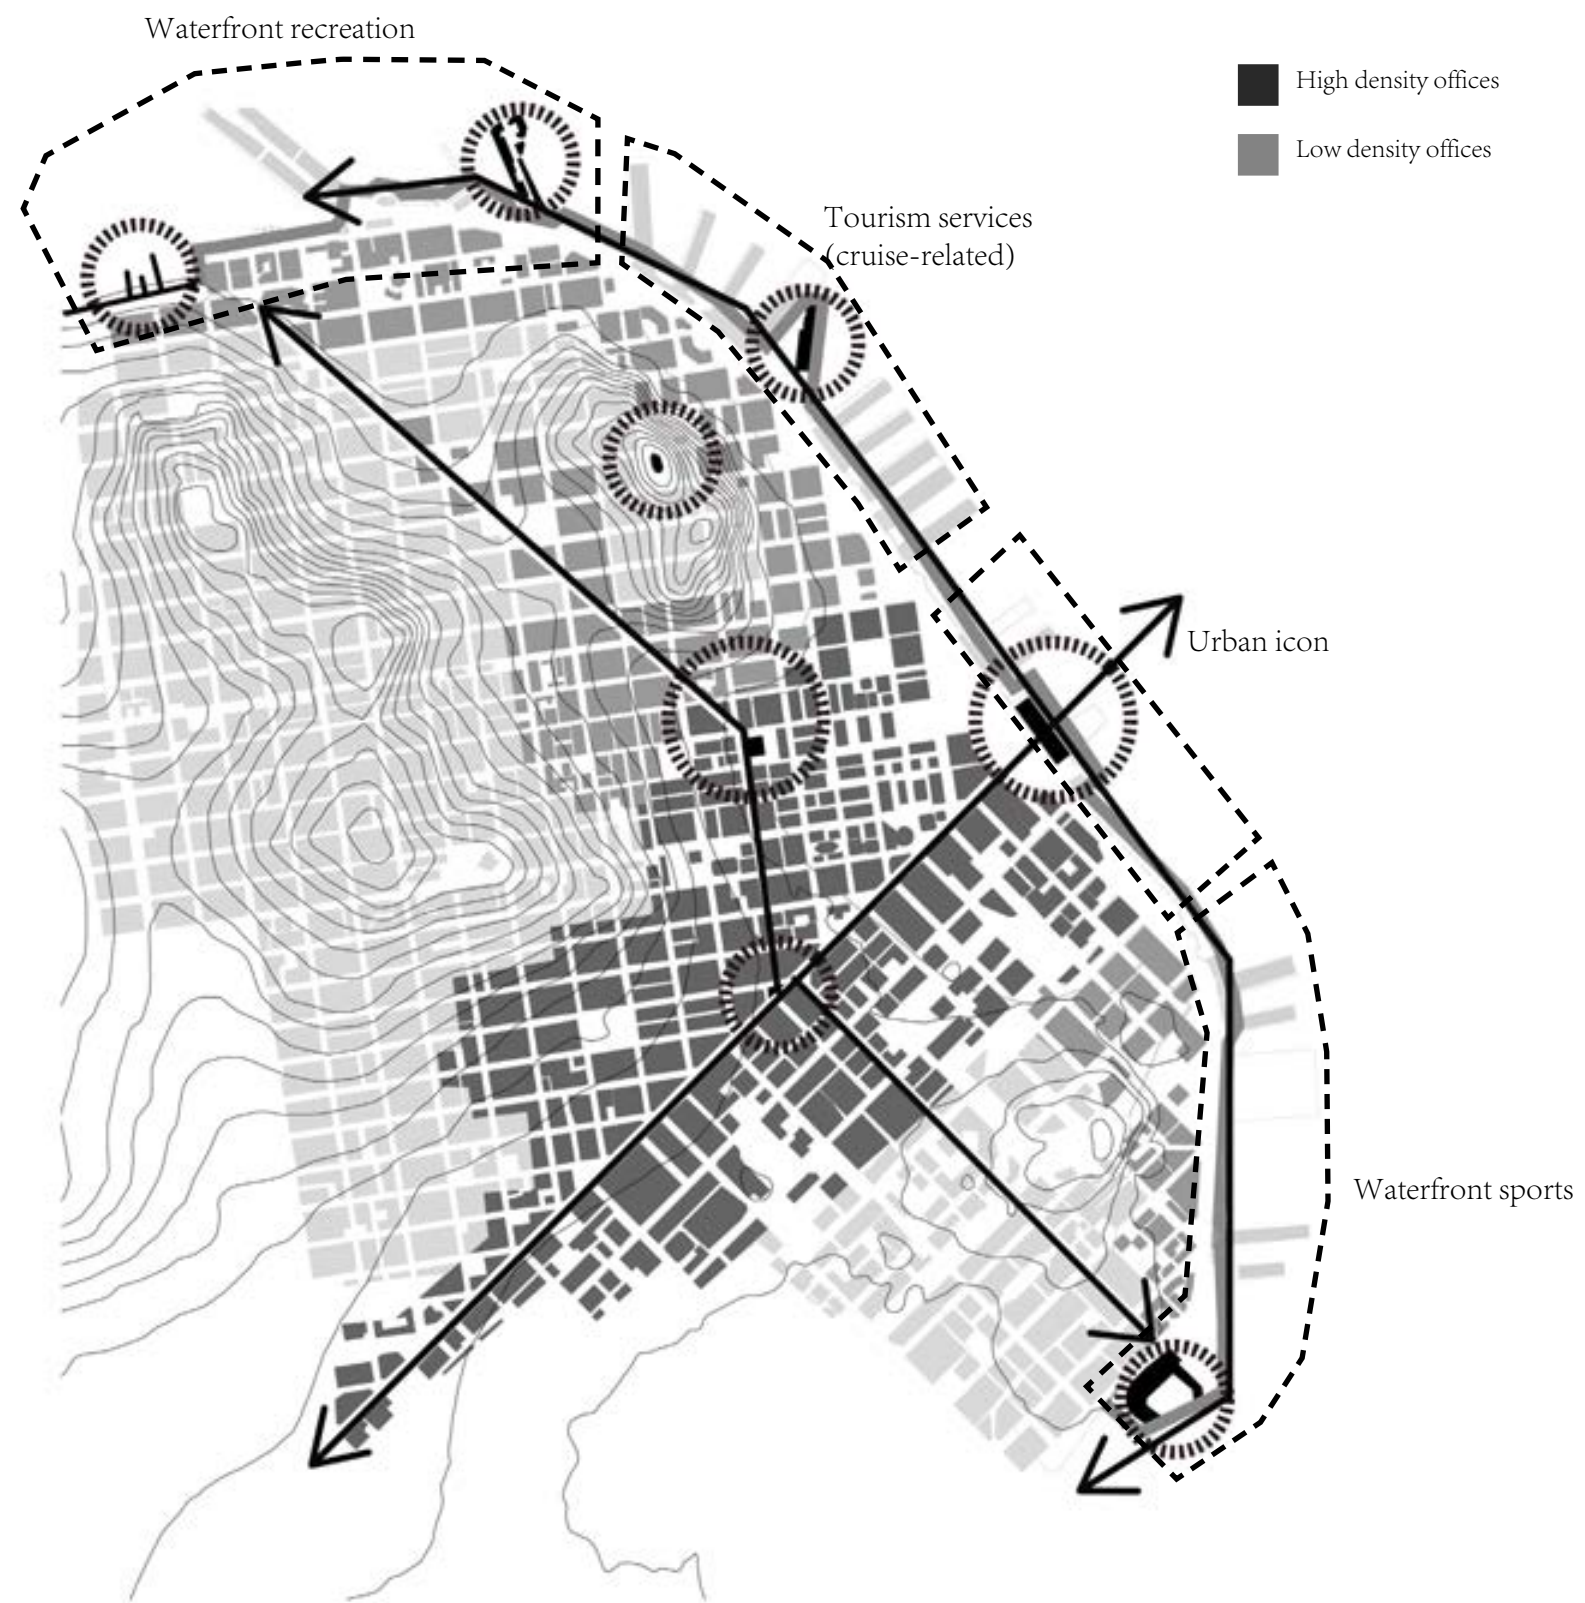 Waterfront recreation
High density offices
Low density offices
Tourism services
(cruise-related)
Urban icon
Waterfront sports